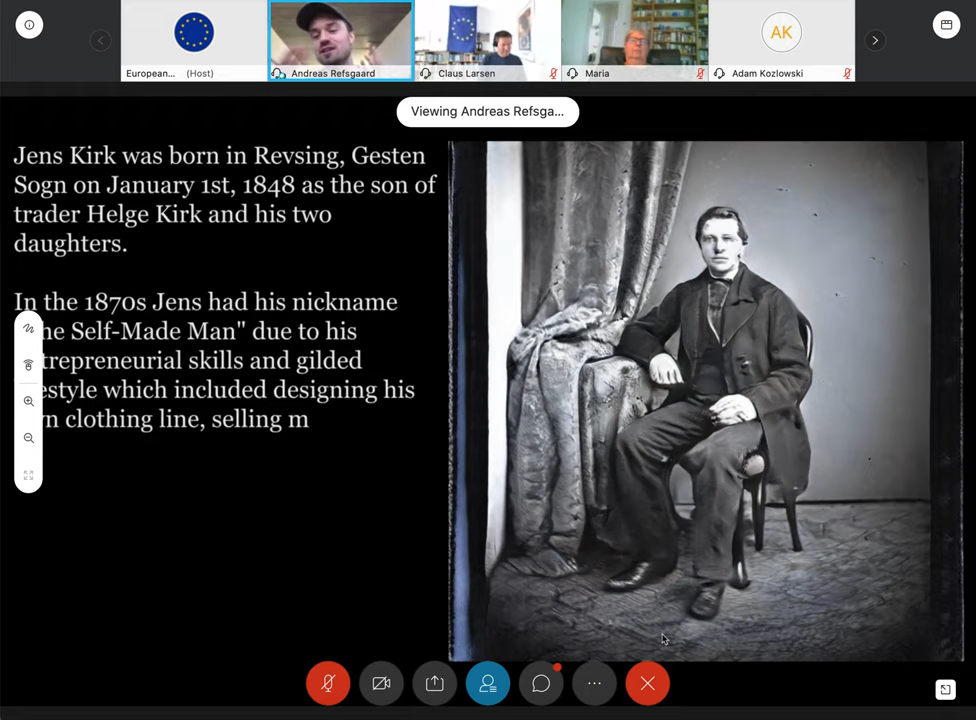 European... (Host)
Andreas Refsgaard
Claus Larsen
Maria
AK
Adam Kozlowski
Viewing Andreas Refsga...
Jens Kirk was born in Revsing, Gesten
Sogn on January 1st, 1848 as the son of
trader Helge Kirk and his two
daughters.
In the 1870s Jens had his nickname
Self-Made Man" due to his
and gilded
which included designing his
clothing line, selling m